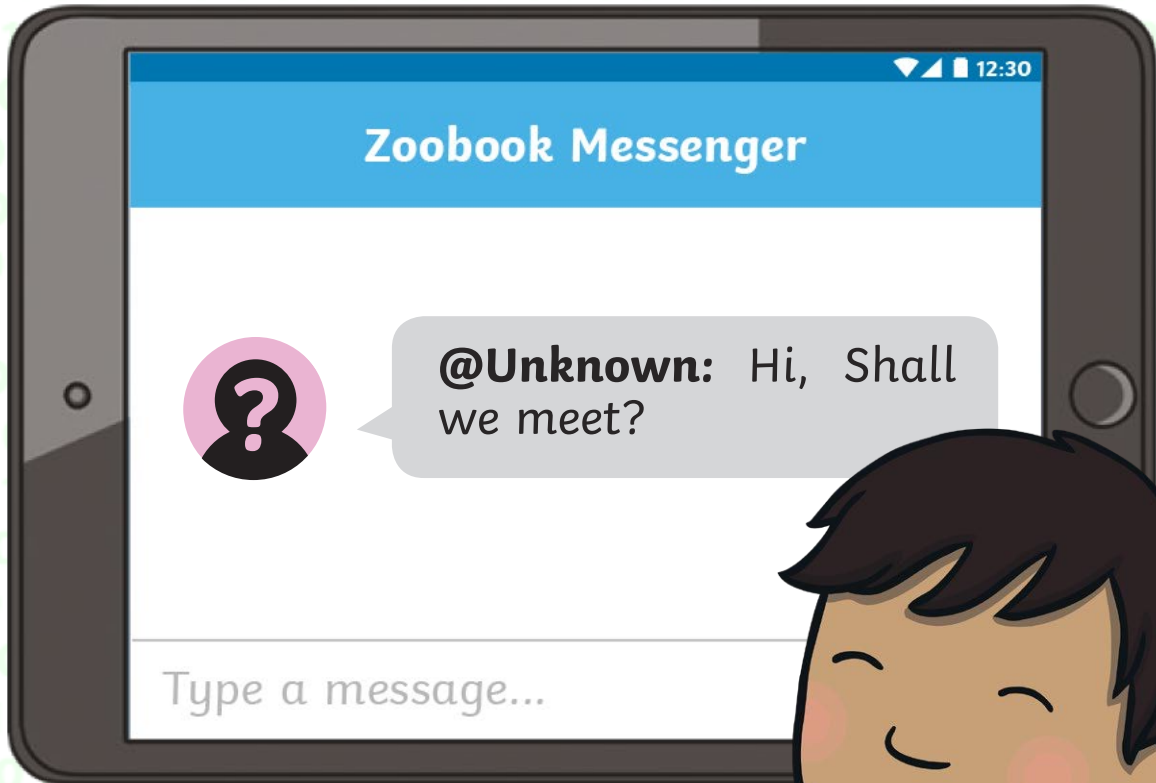 12:30
Zoobook Messenger
@Unknown: Hi, Shall
we meet?
Type a message...